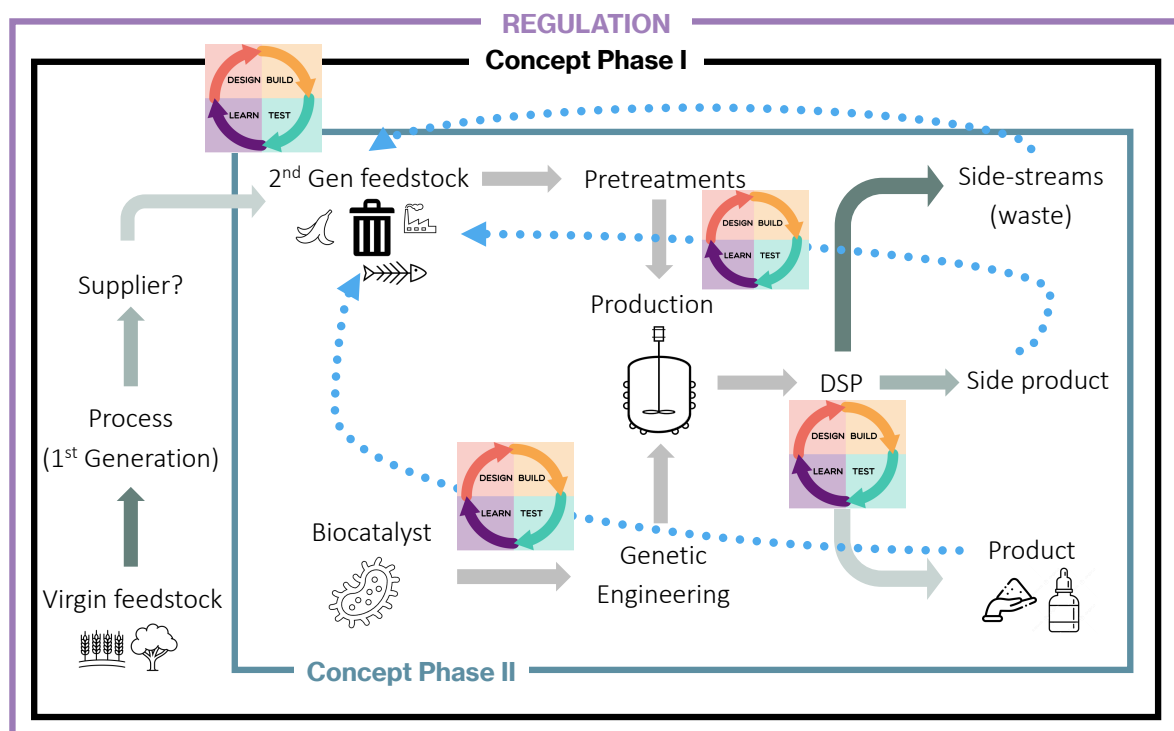 REGULATION
Concept Phase I
DESIGN BUILD
LEARN TEST
2nd Gen feedstock
Pretreatments
Side-streams
(waste)
DESIGN BUILD
LEARN TEST
Supplier?
Production
DSP
Side product
Process
(1st Generation)
DESIGN BUILD
LEARN TEST
DESIGN BUILD
LEARN TEST
Biocatalyst
Genetic
Engineering
Product
Virgin feedstock
Concept Phase II